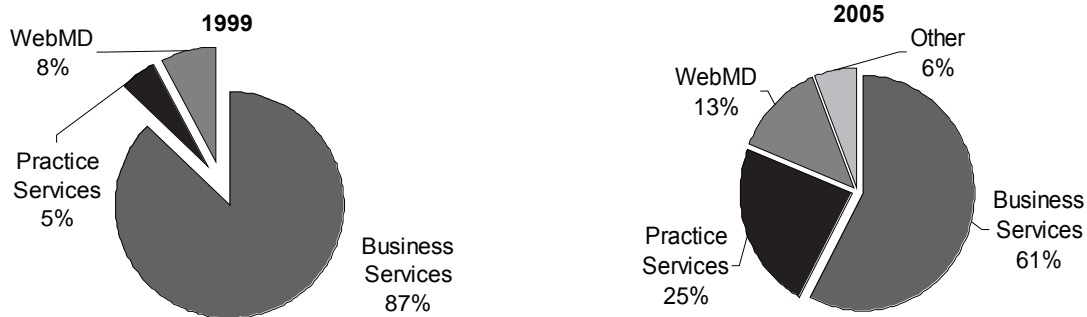 1999
WebMD
8%
Practice
Services
5%
Business
Services
87%
2005
Other
6%
WebMD
13%
Practice
Services
25%
Business
Services
61%